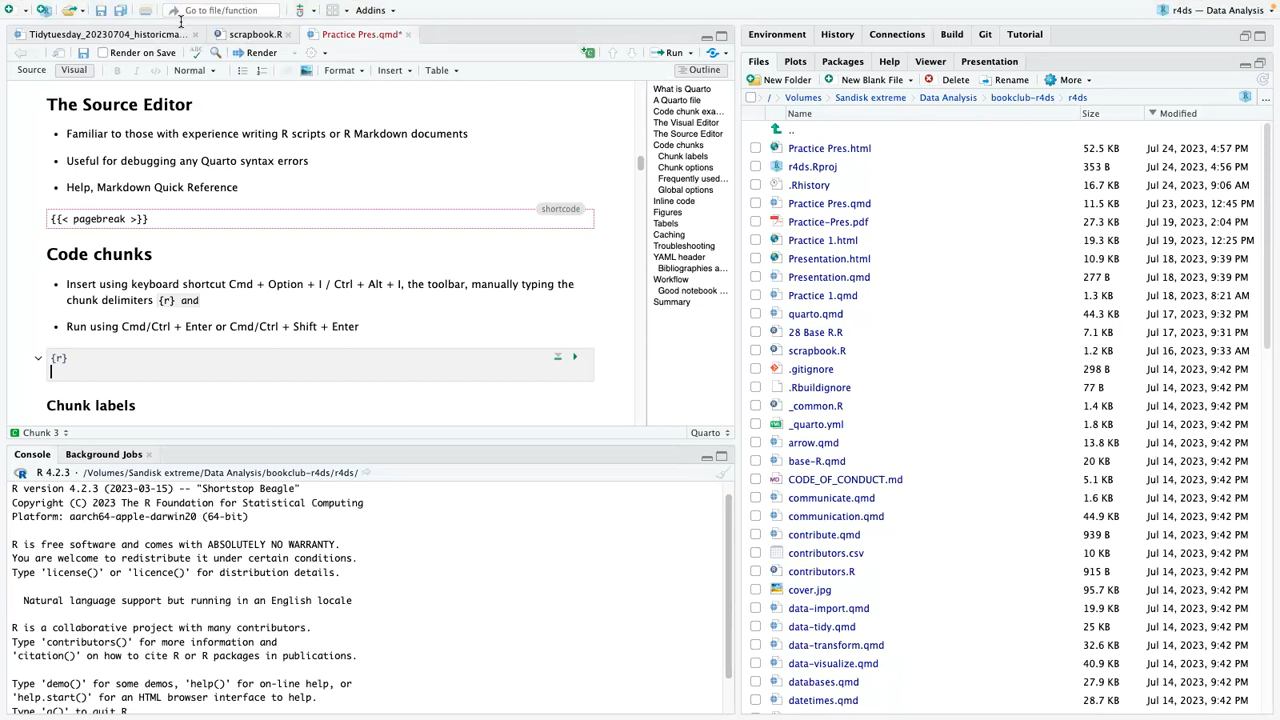 Go to file/function
Addins
r4ds — Data Analysis
Tidytuesday_20230704_historicma...
scrapbook.R
Practice Pres.qmd*
Render on Save
Render
Run
Source
Visual
B
I
Normal
Format
Insert
Table
Outline
The Source Editor
• Familiar to those with experience writing R scripts or R Markdown documents
• Useful for debugging any Quarto syntax errors
• Help, Markdown Quick Reference
shortcode
{{< pagebreak >}}
Code chunks
• Insert using keyboard shortcut Cmd + Option + I / Ctrl + Alt + I, the toolbar, manually typing the
chunk delimiters {r} and
• Run using Cmd/Ctrl + Enter or Cmd/Ctrl + Shift + Enter
{r}
Chunk labels
Chunk 3
Quarto
What is Quarto
A Quarto file
Code chunk exa...
The Visual Editor
The Source Editor
Code chunks
Chunk labels
Chunk options
Frequently used...
Global options
Inline code
Figures
Tables
Caching
Troubleshooting
YAML header
Bibliographies a...
Workflow
Good notebook ...
Summary
Console
Background Jobs
R 4.2.3 · /Volumes/Sandisk extreme/Data Analysis/bookclub-r4ds/r4ds/
R version 4.2.3 (2023-03-15) -- "Shortstop Beagle"
Copyright (C) 2023 The R Foundation for Statistical Computing
Platform: aarch64-apple-darwin20 (64-bit)
R is free software and comes with ABSOLUTELY NO WARRANTY.
You are welcome to redistribute it under certain conditions.
Type 'license()' or 'licence()' for distribution details.
Natural language support but running in an English locale
R is a collaborative project with many contributors.
Type 'contributors()' for more information and
'citation()' on how to cite R or R packages in publications.
Type 'demo()' for some demos, 'help()' for on-line help, or
'help.start()' for an HTML browser interface to help.
Type 'q()' to quit R.
Environment
History
Connections
Build
Git
Tutorial
Files
Plots
Packages
Help
Viewer
Presentation
New Folder
New Blank File
Delete
Rename
More
/ Volumes Sandisk extreme Data Analysis bookclub-r4ds r4ds
...
Name Size Modified
..
Practice Pres.html 52.5 KB Jul 24, 2023, 4:57 PM
r4ds.Rproj 353 B Jul 24, 2023, 4:56 PM
.Rhistory 16.7 KB Jul 24, 2023, 9:06 AM
Practice Pres.qmd 11.5 KB Jul 23, 2023, 12:45 PM
Practice-Pres.pdf 27.3 KB Jul 19, 2023, 2:04 PM
Practice 1.html 19.3 KB Jul 19, 2023, 12:25 PM
Presentation.html 10.9 KB Jul 18, 2023, 9:39 PM
Presentation.qmd 277 B Jul 18, 2023, 9:39 PM
Practice 1.qmd 1.3 KB Jul 18, 2023, 8:21 AM
quarto.qmd 44.3 KB Jul 17, 2023, 9:32 PM
28 Base R.R 7.1 KB Jul 17, 2023, 9:31 PM
scrapbook.R 1.2 KB Jul 16, 2023, 9:33 AM
.gitignore 298 B Jul 14, 2023, 9:42 PM
.Rbuildignore 77 B Jul 14, 2023, 9:42 PM
_common.R 1.4 KB Jul 14, 2023, 9:42 PM
_quarto.yml 1.8 KB Jul 14, 2023, 9:42 PM
arrow.qmd 13.8 KB Jul 14, 2023, 9:42 PM
base-R.qmd 20 KB Jul 14, 2023, 9:42 PM
CODE_OF_CONDUCT.md 5.1 KB Jul 14, 2023, 9:42 PM
communicate.qmd 1.6 KB Jul 14, 2023, 9:42 PM
communication.qmd 44.9 KB Jul 14, 2023, 9:42 PM
contribute.qmd 939 B Jul 14, 2023, 9:42 PM
contributors.csv 10 KB Jul 14, 2023, 9:42 PM
contributors.R 915 B Jul 14, 2023, 9:42 PM
cover.jpg 95.7 KB Jul 14, 2023, 9:42 PM
data-import.qmd 19.9 KB Jul 14, 2023, 9:42 PM
data-tidy.qmd 25 KB Jul 14, 2023, 9:42 PM
data-transform.qmd 32.6 KB Jul 14, 2023, 9:42 PM
data-visualize.qmd 40.9 KB Jul 14, 2023, 9:42 PM
databases.qmd 27.9 KB Jul 14, 2023, 9:42 PM
datetimes.qmd 28.7 KB Jul 14, 2023, 9:42 PM